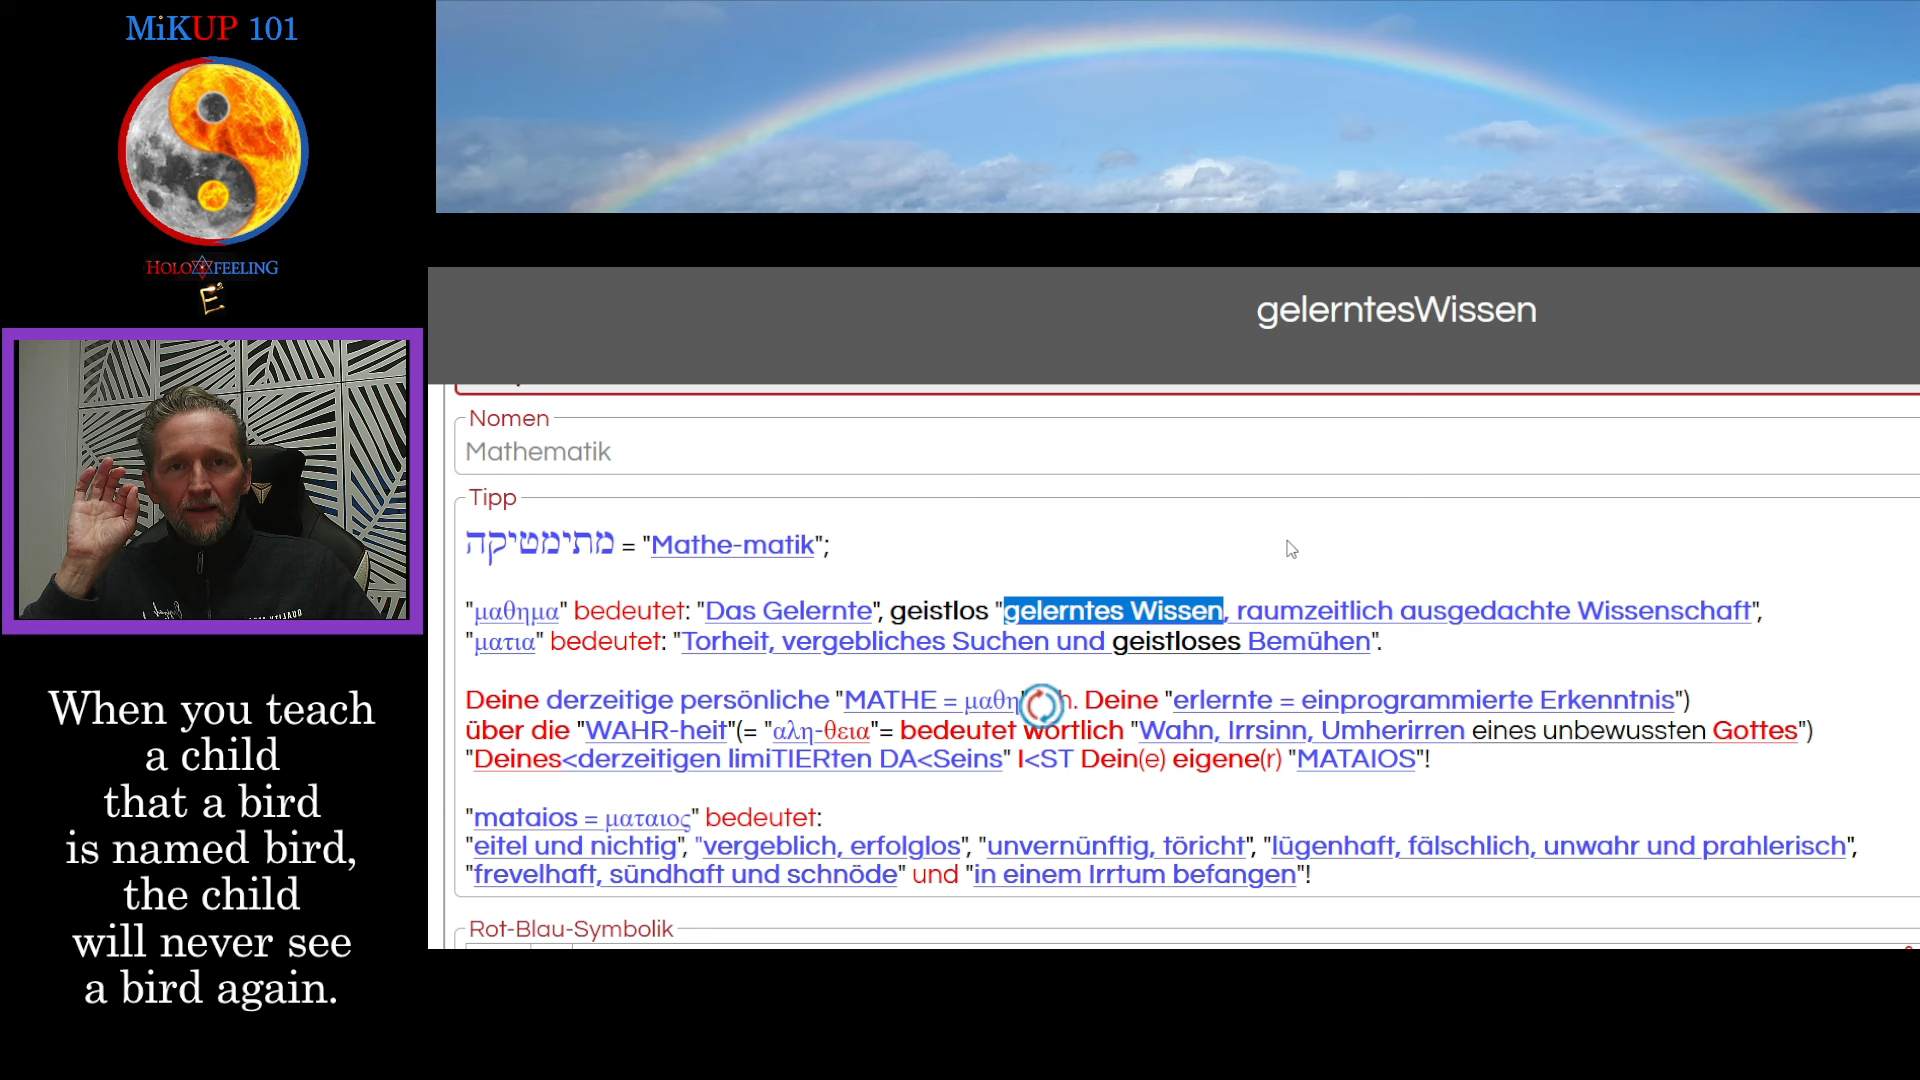 MiKUP 101
HOLO FEELING
When you teach
a child
that a bird
is named bird,
the child
will never see
a bird again.
gelerntesWissen
Nomen
Mathematik
Tipp
מתימטיקה = "Mathe-matik";
"μαθημα" bedeutet: "Das Gelernte", geistlos "gelerntes Wissen, raumzeitlich ausgedachte Wissenschaft",
"ματια" bedeutet: "Torheit, vergebliches Suchen und geistloses Bemühen".
Deine derzeitige persönliche "MATHE = μαθη h. Deine "erlernte = einprogrammierte Erkenntnis")
über die "WAHR-heit"(= "αλη-θεια"= bedeutet wörtlich "Wahn, Irrsinn, Umherirren eines unbewussten Gottes")
"Deines<derzeitigen limiTIERten DA<Seins" I<ST Dein(e) eigene(r) "MATAIOS"!
"mataios = ματαιος" bedeutet:
"eitel und nichtig", "vergeblich, erfolglos", "unvernünftig, töricht", "lügenhaft, fälschlich, unwahr und prahlerisch",
"frevelhaft, sündhaft und schnöde" und "in einem Irrtum befangen"!
Rot-Blau-Symbolik